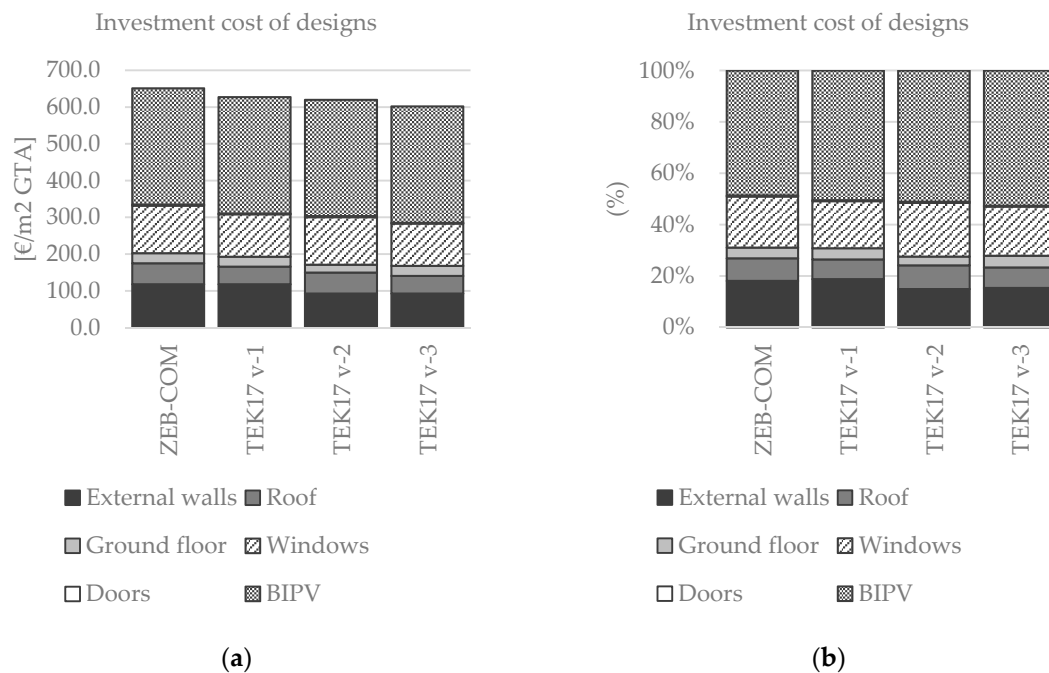 Investment cost of designs
[€/m2 GTA]
700.0
600.0
500.0
400.0
300.0
200.0
100.0
0.0
ZEB-COM
TEK17 v-1
TEK17 v-2
TEK17 v-3
External walls
Roof
Ground floor
Windows
Doors
BIPV
(a)
Investment cost of designs
(%)
100%
80%
60%
40%
20%
0%
ZEB-COM
TEK17 v-1
TEK17 v-2
TEK17 v-3
External walls
Roof
Ground floor
Windows
Doors
BIPV
(b)